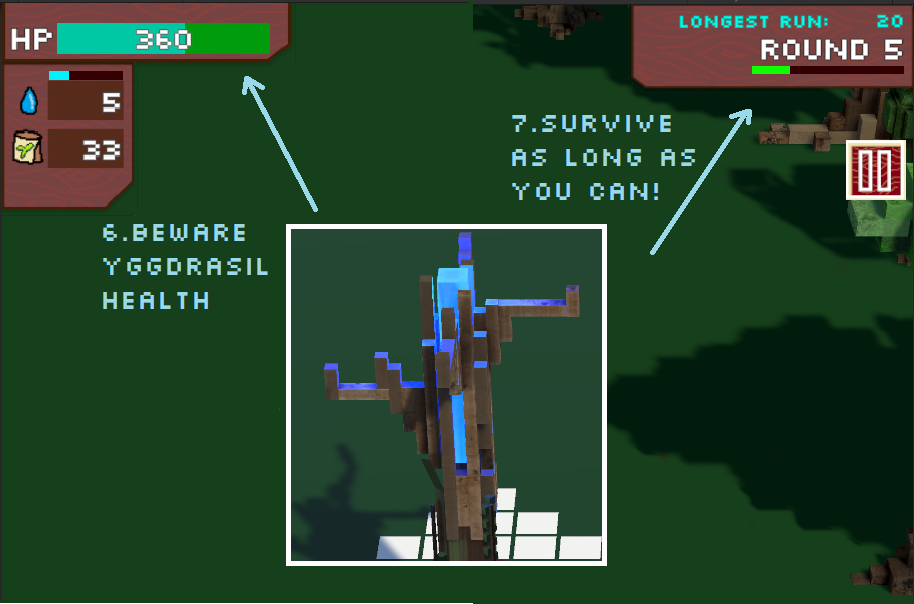 HP 360
5
33
LONGEST RUN: 20
ROUND 5
7.SURVIVE
AS LONG AS
YOU CAN!
6.BEWARE
YGGDRASIL
HEALTH